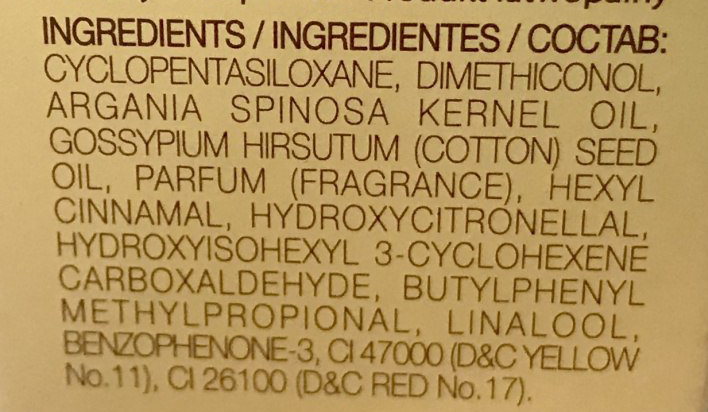 INGREDIENTS / INGREDIENTES / СОСТАВ:
CYCLOPENTASILOXANE, DIMETHICONOL,
ARGANIA SPINOSA KERNEL OIL,
GOSSYPIUM HIRSUTUM (COTTON) SEED
OIL, PARFUM (FRAGRANCE), HEXYL
CINNAMAL, HYDROXYCITRONELLAL,
HYDROXYISOHEXYL 3-CYCLOHEXENE
CARBOXALDEHYDE, BUTYLPHENYL
METHYLPROPIONAL, LINALOOL,
BENZOPHENONE-3, CI 47000 (D&C YELLOW
No.11), CI 26100 (D&C RED No.17).